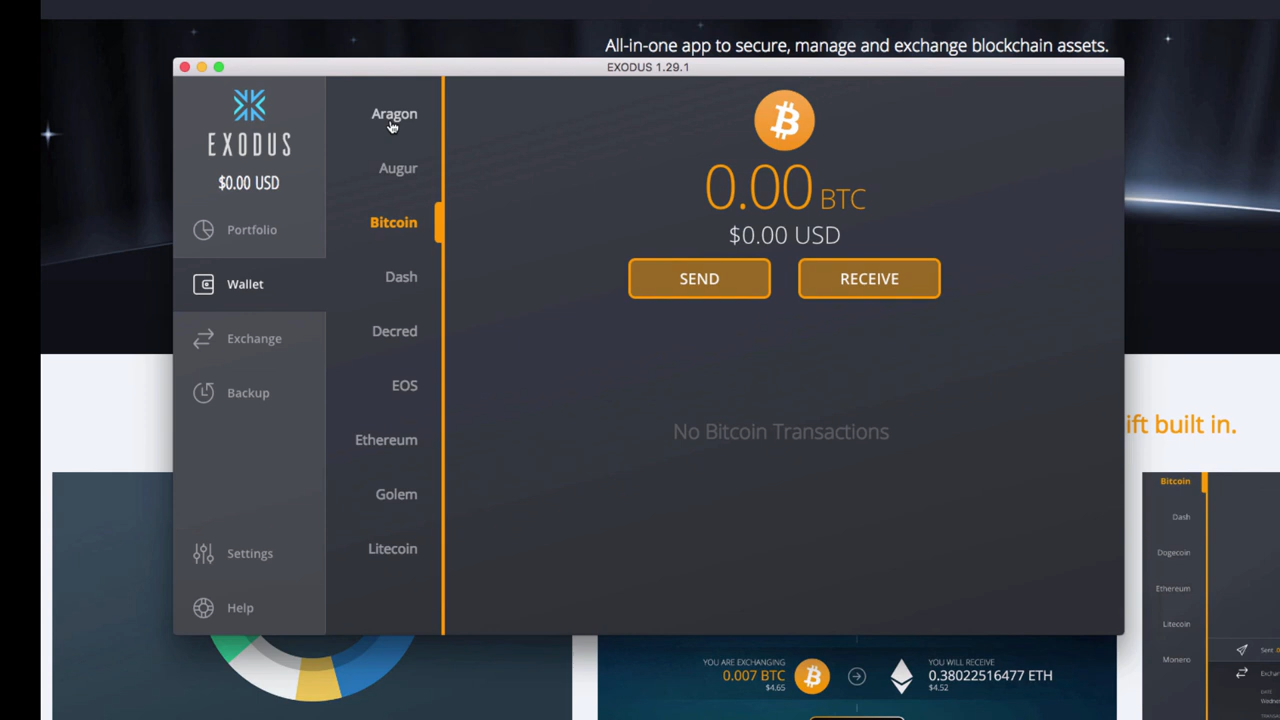 All-in-one app to secure, manage and exchange blockchain assets.
EXODUS 1.29.1
EXODUS
$0.00 USD
Portfolio
Wallet
Exchange
Backup
Settings
Help
Aragon
Augur
Bitcoin
Dash
Decred
EOS
Ethereum
Golem
Litecoin
0.00 BTC
$0.00 USD
SEND
RECEIVE
No Bitcoin Transactions
ift built in.
YOU ARE EXCHANGING
0.007 BTC
$4.65
YOU WILL RECEIVE
0.38022516477 ETH
$4.52
Bitcoin
Dash
Dogecoin
Ethereum
Litecoin
Monero
Sent